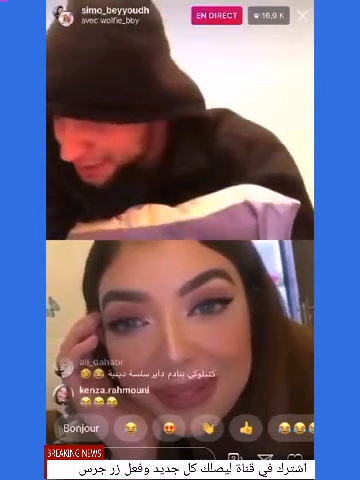 simo_beyyoudh
avec wolfie_bby
EN DIRECT
16,9 K
ali_dahabi
كتبلوكي بنادم داير سلسة دينية 😂🤣
kenza.rahmouni
😂😂😂
Bonjour
BREAKING NEWS
اشترك في قناة ليصلك كل جديد وفعل زر جرس